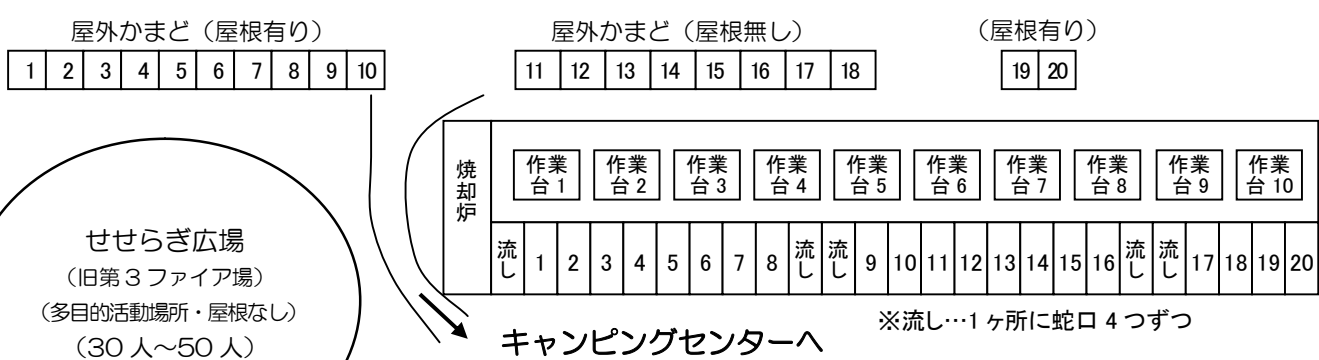 屋外かまど（屋根有り） 屋外かまど（屋根無し） （屋根有り）
1 2 3 4 5 6 7 8 9 10 11 12 13 14 15 16 17 18 19 20
焼却炉
作業台1 作業台2 作業台3 作業台4 作業台5 作業台6 作業台7 作業台8 作業台9 作業台10
流し 1 2 3 4 5 6 7 8 流し 流し 9 10 11 12 13 14 15 16 流し 流し 17 18 19 20
せせらぎ広場
（旧第3ファイア場）
（多目的活動場所・屋根なし）
（30人～50人）
※流し…1ヶ所に蛇口4つずつ
キャンピングセンターへ